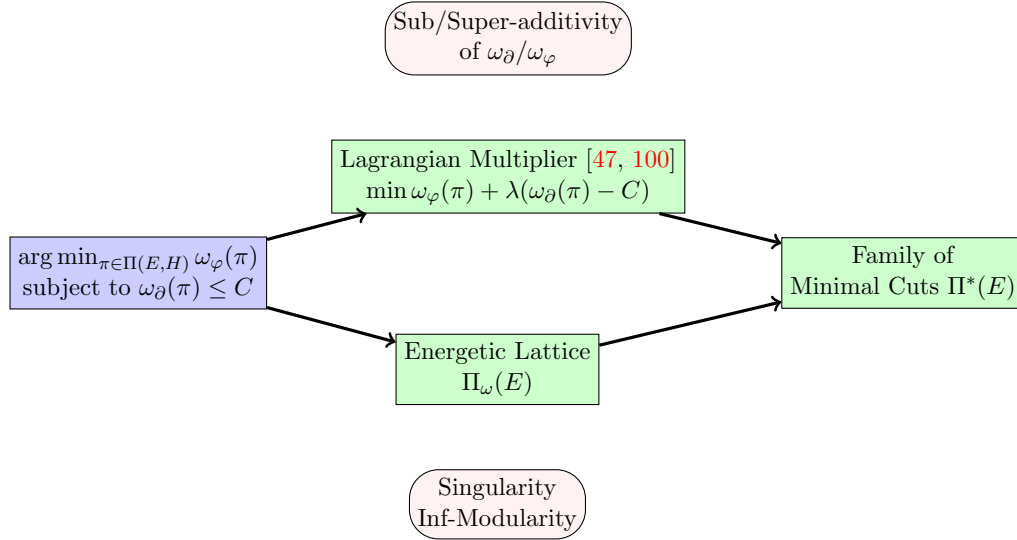 Sub/Super-additivity
of ω∂/ωφ
Lagrangian Multiplier [47, 100]
min ωφ(π) + λ(ω∂(π) − C)
arg minπ∈Π(E,H) ωφ(π)
subject to ω∂(π) ≤ C
Family of
Minimal Cuts Π*(E)
Energetic Lattice
Πω(E)
Singularity
Inf-Modularity